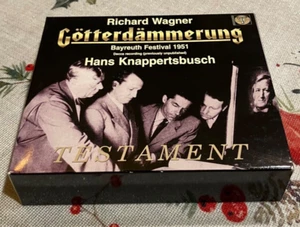 Richard Wagner
Götterdämmerung
Bayreuth Festival 1951
Decca recording (previously unpublished)
Hans Knappertsbusch
TESTAMENT